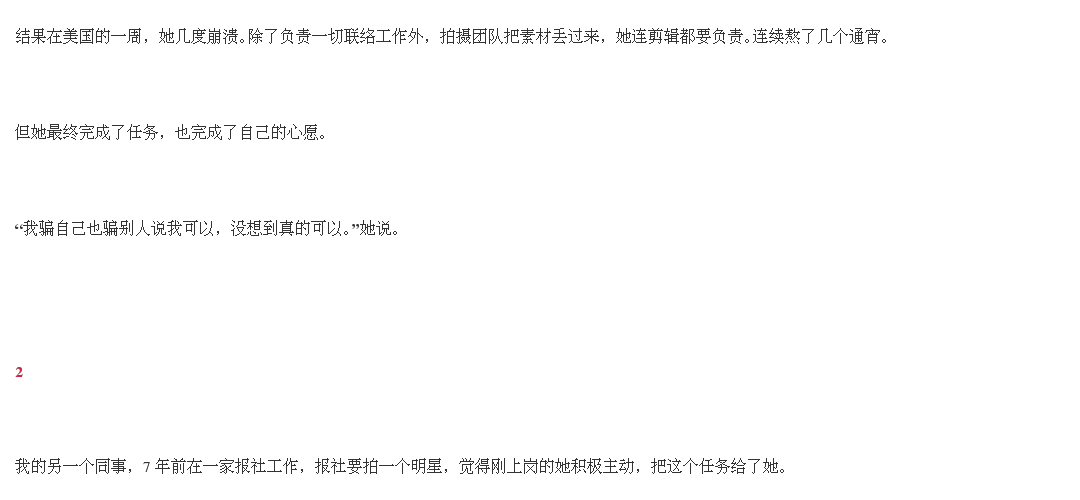 结果在美国的一周，她几度崩溃。除了负责一切联络工作外，拍摄团队把素材丢过来，她连剪辑都要负责。连续熬了几个通宵。
但她最终完成了任务，也完成了自己的心愿。
“我骗自己也骗别人说我可以，没想到真的可以。”她说。
2
我的另一个同事，7 年前在一家报社工作，报社要拍一个明星，觉得刚上岗的她积极主动，把这个任务给了她。